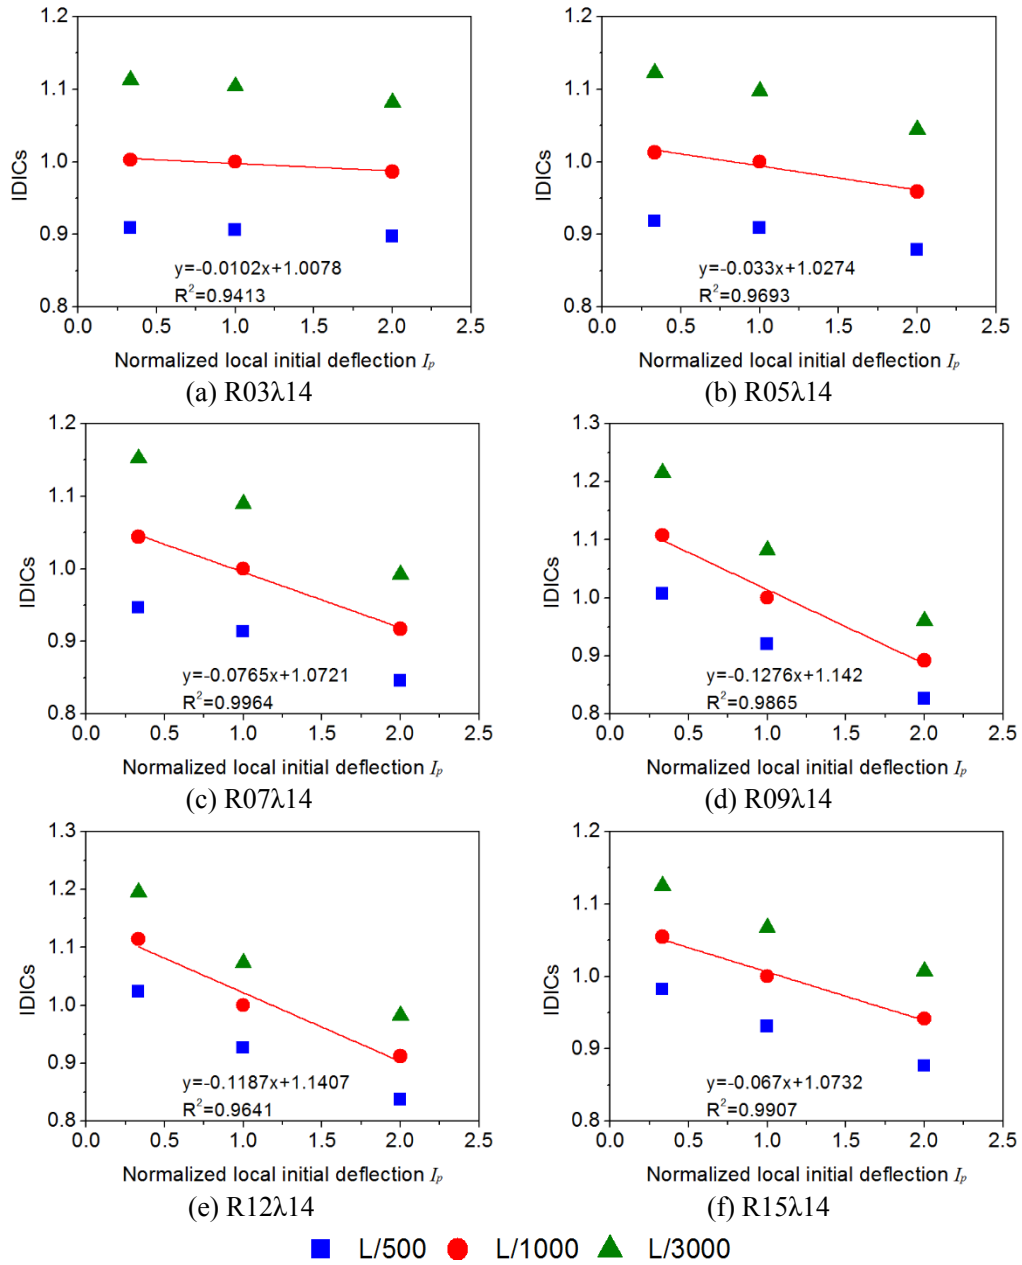 1.2
1.1
1.0
0.9
0.8
IDICs
y=-0.0102x+1.0078
R²=0.9413
0.0 0.5 1.0 1.5 2.0 2.5
Normalized local initial deflection Iₚ
(a) R03λ14
1.2
1.1
1.0
0.9
0.8
IDICs
y=-0.033x+1.0274
R²=0.9693
0.0 0.5 1.0 1.5 2.0 2.5
Normalized local initial deflection Iₚ
(b) R05λ14
1.2
1.1
1.0
0.9
0.8
IDICs
y=-0.0765x+1.0721
R²=0.9964
0.0 0.5 1.0 1.5 2.0 2.5
Normalized local initial deflection Iₚ
(c) R07λ14
1.3
1.2
1.1
1.0
0.9
0.8
IDICs
y=-0.1276x+1.142
R²=0.9865
0.0 0.5 1.0 1.5 2.0 2.5
Normalized local initial deflection Iₚ
(d) R09λ14
1.3
1.2
1.1
1.0
0.9
0.8
IDICs
y=-0.1187x+1.1407
R²=0.9641
0.0 0.5 1.0 1.5 2.0 2.5
Normalized local initial deflection Iₚ
(e) R12λ14
1.2
1.1
1.0
0.9
0.8
IDICs
y=-0.067x+1.0732
R²=0.9907
0.0 0.5 1.0 1.5 2.0 2.5
Normalized local initial deflection Iₚ
(f) R15λ14
L/500 L/1000 L/3000